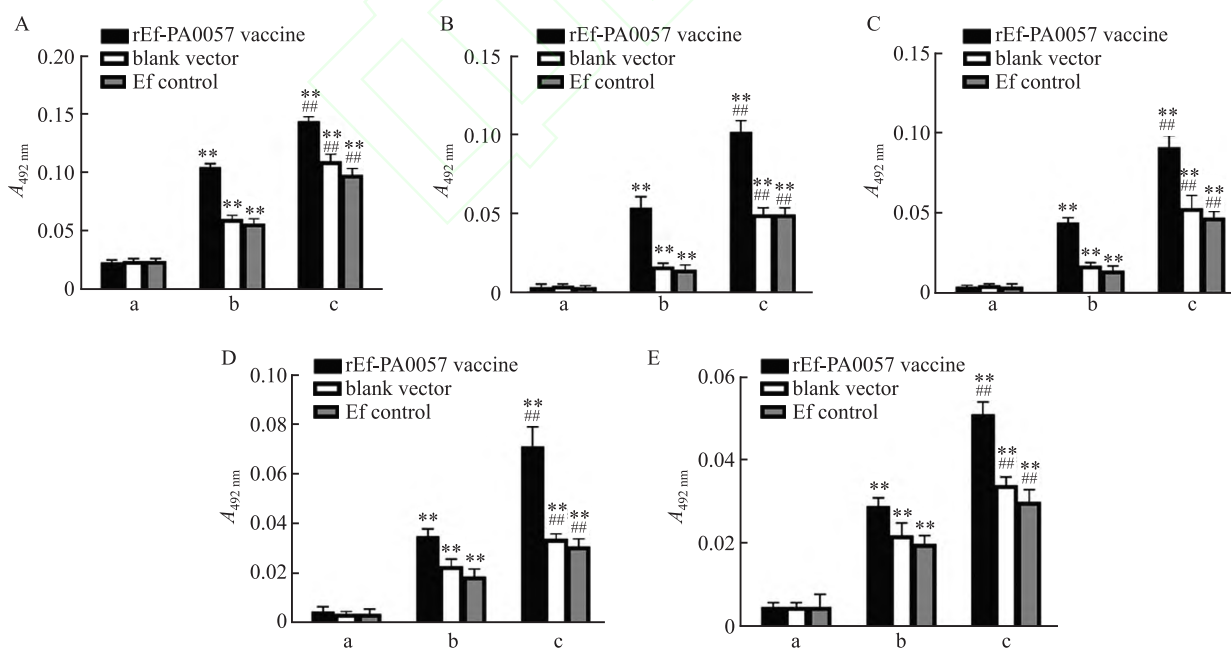 A
rEf-PA0057 vaccine
blank vector
Ef control
0.20
0.15
0.10
0.05
0
A492 nm
**
** **
**
##
**
##
**
##
a b c
B
rEf-PA0057 vaccine
blank vector
Ef control
0.15
0.10
0.05
0
A492 nm
**
** **
**
##
** **
## ##
a b c
C
rEf-PA0057 vaccine
blank vector
Ef control
0.15
0.10
0.05
0
A492 nm
**
** **
**
##
**
##
**
##
a b c
D
rEf-PA0057 vaccine
blank vector
Ef control
0.10
0.08
0.06
0.04
0.02
0
A492 nm
**
**
**
**
##
** **
## ##
a b c
E
rEf-PA0057 vaccine
blank vector
Ef control
0.06
0.04
0.02
0
A492 nm
**
**
**
**
##
**
##
**
##
a b c